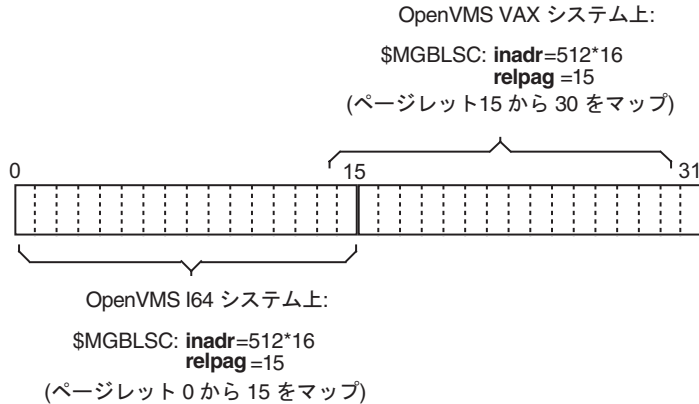 OpenVMS VAX システム上:
$MGBLSC: inadr=512*16
relpag =15
(ページレット15 から 30 をマップ)
0
15
31
OpenVMS I64 システム上:
$MGBLSC: inadr=512*16
relpag =15
(ページレット 0 から 15 をマップ)